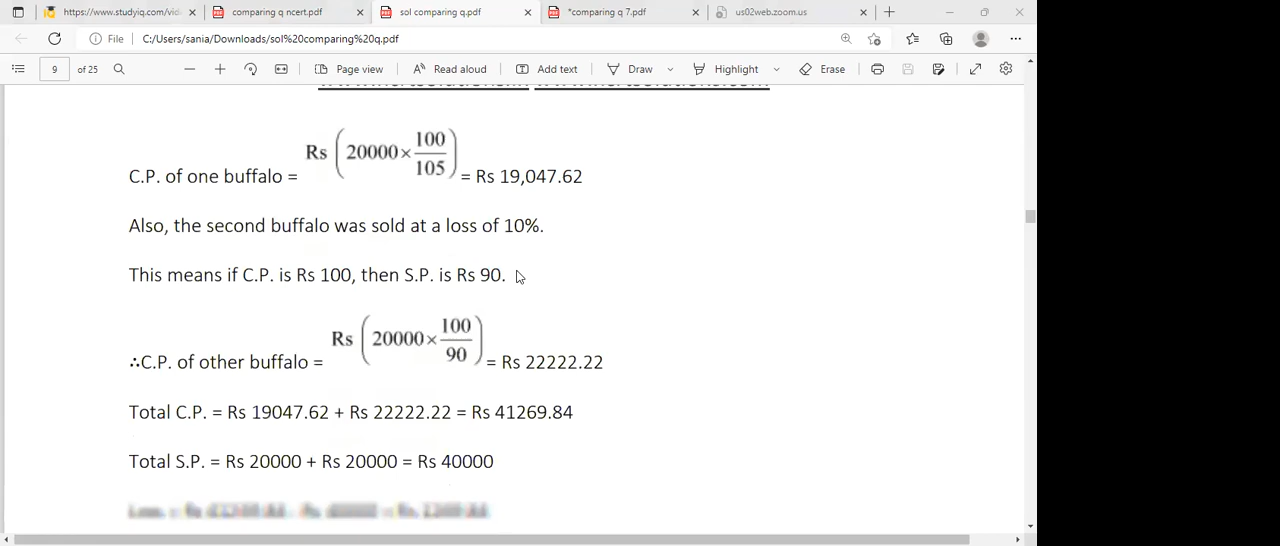 https://www.studyiq.com/vid
comparing q ncert.pdf
sol comparing q.pdf
*comparing q 7.pdf
us02web.zoom.us
File
C:/Users/sania/Downloads/sol%20comparing%20q.pdf
9 of 25
Page view
Read aloud
Add text
Draw
Highlight
Erase
C.P. of one buffalo = Rs (20000 × 100/105) = Rs 19,047.62
Also, the second buffalo was sold at a loss of 10%.
This means if C.P. is Rs 100, then S.P. is Rs 90.
∴C.P. of other buffalo = Rs (20000 × 100/90) = Rs 22222.22
Total C.P. = Rs 19047.62 + Rs 22222.22 = Rs 41269.84
Total S.P. = Rs 20000 + Rs 20000 = Rs 40000